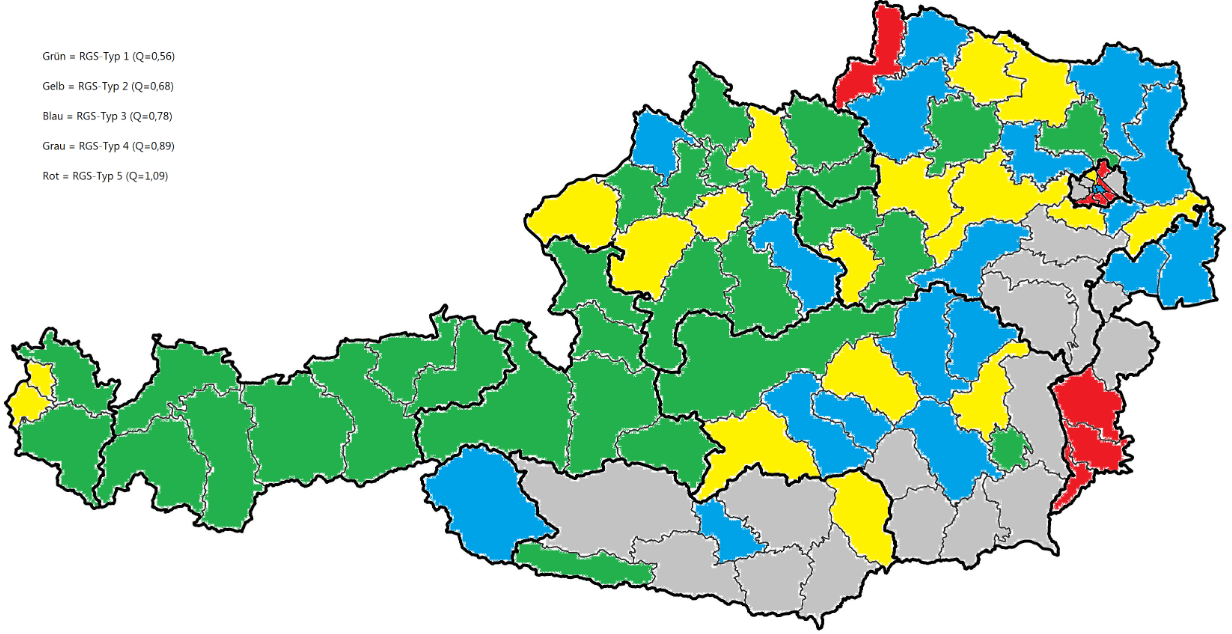 Grün = RGS-Typ 1 (Q=0,56)
Gelb = RGS-Typ 2 (Q=0,68)
Blau = RGS-Typ 3 (Q=0,78)
Grau = RGS-Typ 4 (Q=0,89)
Rot = RGS-Typ 5 (Q=1,09)